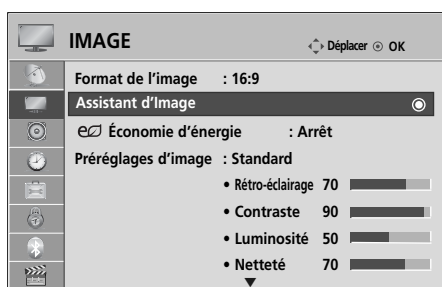 IMAGE
Déplacer OK
Format de l'image : 16:9
Assistant d'Image
Économie d'énergie : Arrêt
Préréglages d'image : Standard
• Rétro-éclairage 70
• Contraste 90
• Luminosité 50
• Netteté 70